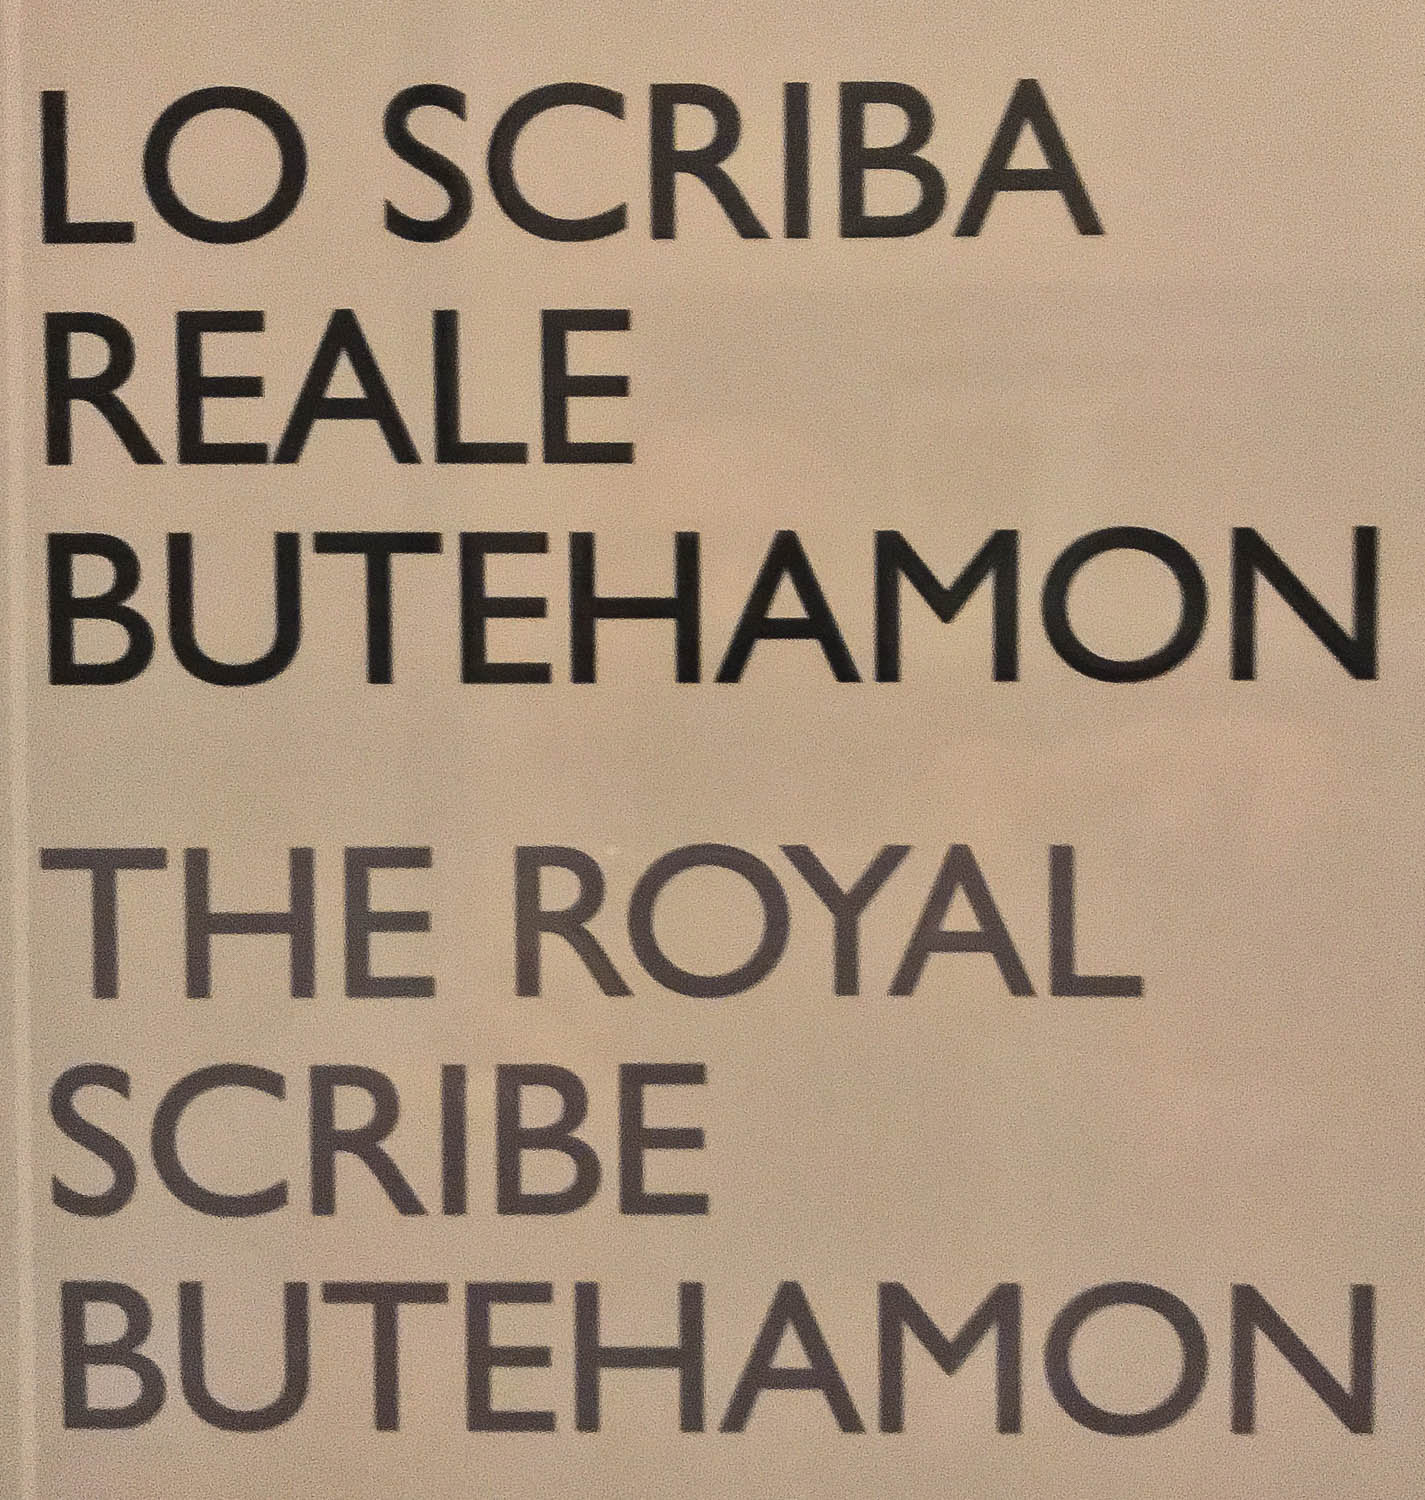 LO SCRIBA
REALE
BUTEHAMON
THE ROYAL
SCRIBE
BUTEHAMON